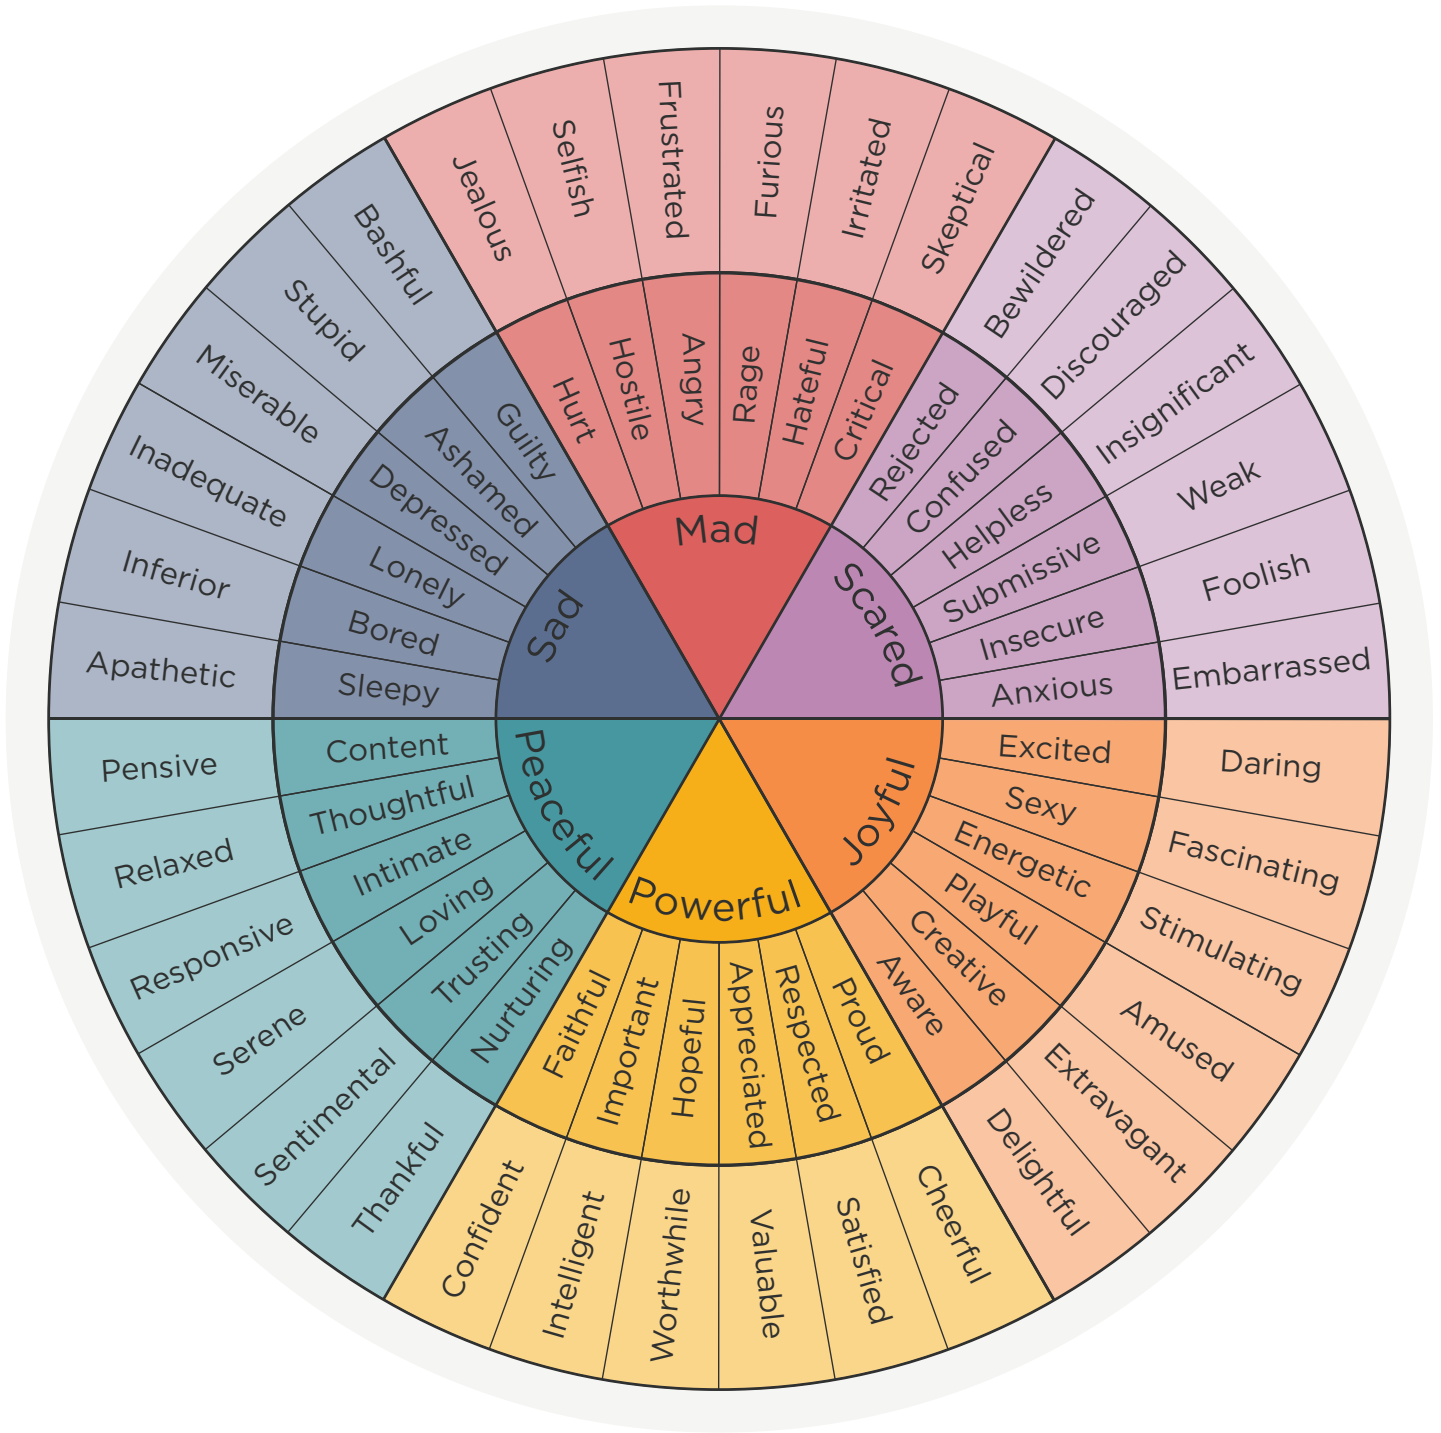 Mad
Hurt
Hostile
Angry
Rage
Hateful
Critical
Jealous
Selfish
Frustrated
Furious
Irritated
Skeptical
Scared
Rejected
Confused
Helpless
Submissive
Insecure
Anxious
Bewildered
Discouraged
Insignificant
Weak
Foolish
Embarrassed
Joyful
Excited
Sexy
Energetic
Playful
Creative
Aware
Daring
Fascinating
Stimulating
Amused
Extravagant
Delightful
Powerful
Proud
Respected
Appreciated
Hopeful
Important
Faithful
Cheerful
Satisfied
Valuable
Worthwhile
Intelligent
Confident
Peaceful
Nurturing
Trusting
Loving
Intimate
Thoughtful
Content
Thankful
Sentimental
Serene
Responsive
Relaxed
Pensive
Sad
Sleepy
Bored
Lonely
Depressed
Ashamed
Guilty
Apathetic
Inferior
Inadequate
Miserable
Stupid
Bashful